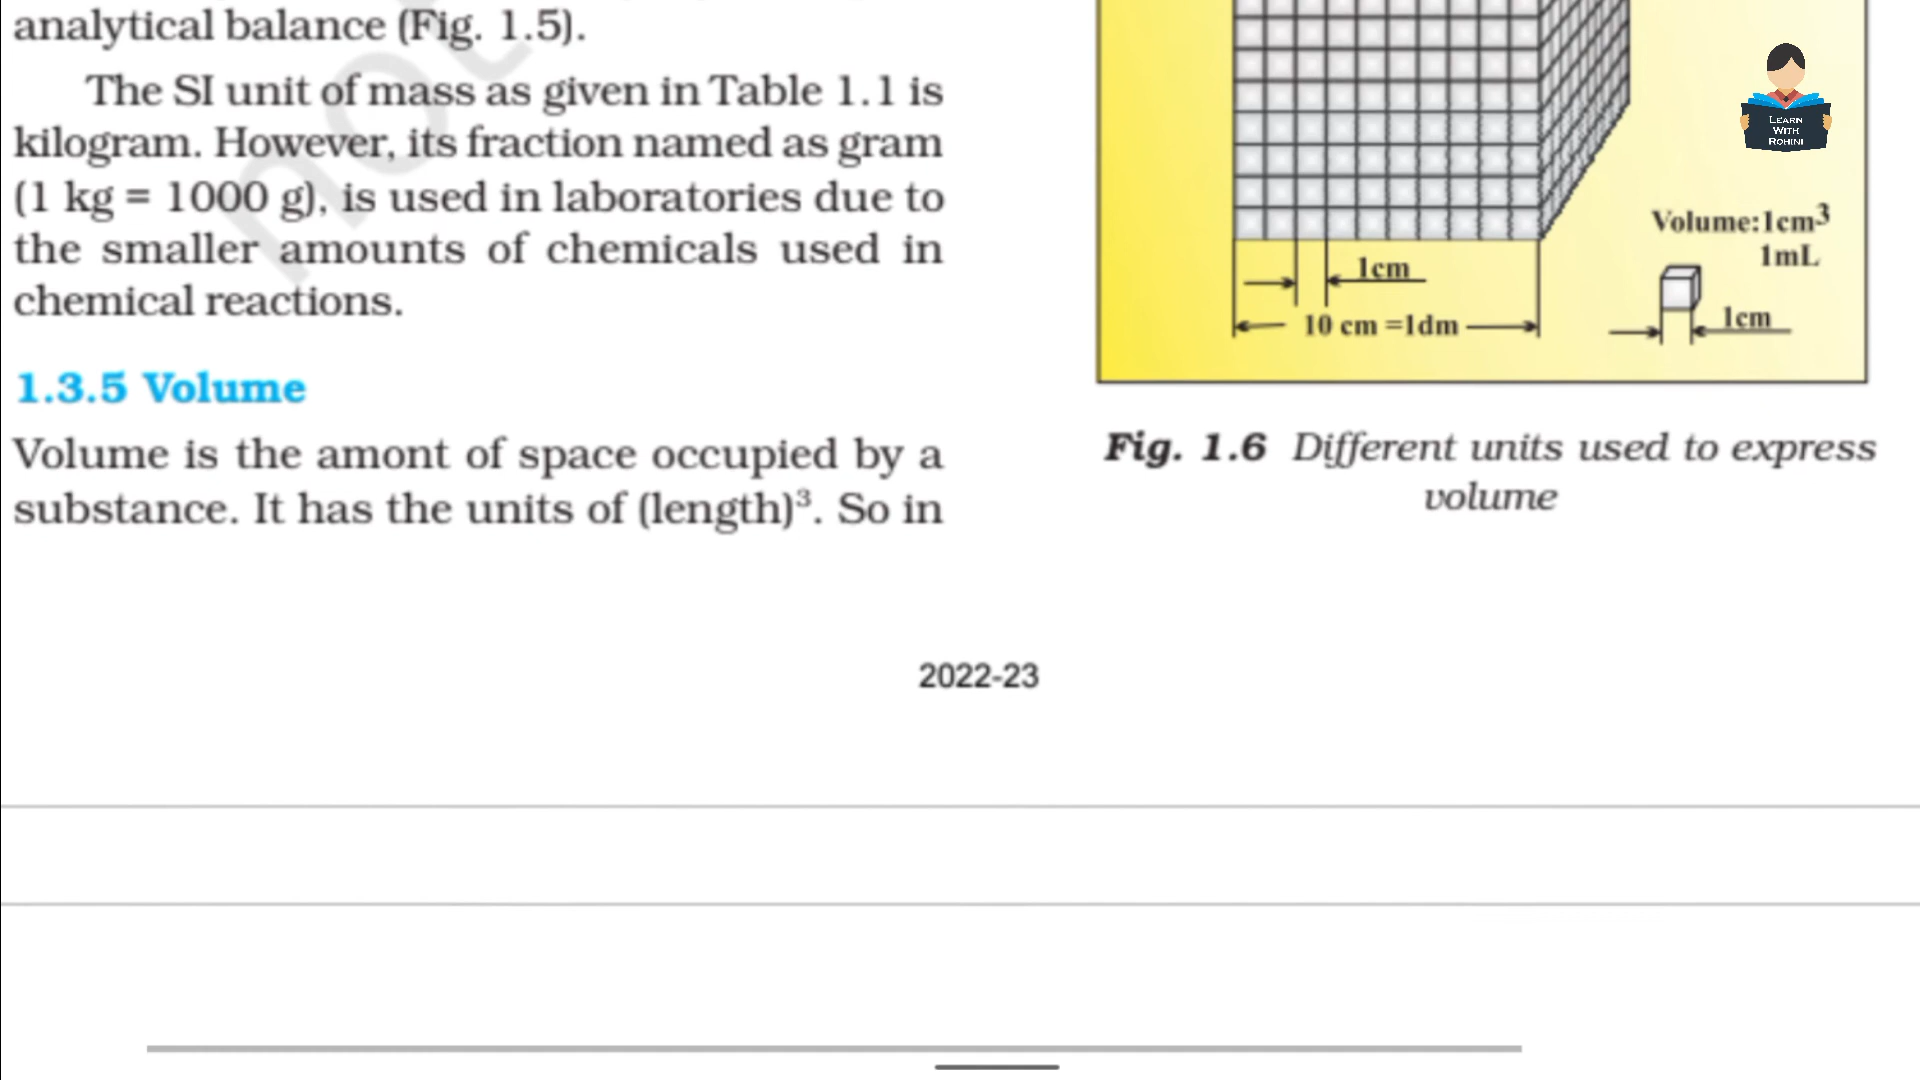 analytical balance (Fig. 1.5).
The SI unit of mass as given in Table 1.1 is
kilogram. However, its fraction named as gram
(1 kg = 1000 g), is used in laboratories due to
the smaller amounts of chemicals used in
chemical reactions.
1.3.5 Volume
Volume is the amont of space occupied by a
substance. It has the units of (length)³. So in
LEARN
WITH
ROHINI
Volume:1cm³
1mL
1cm
10 cm =1dm
1cm
Fig. 1.6 Different units used to express
volume
2022-23